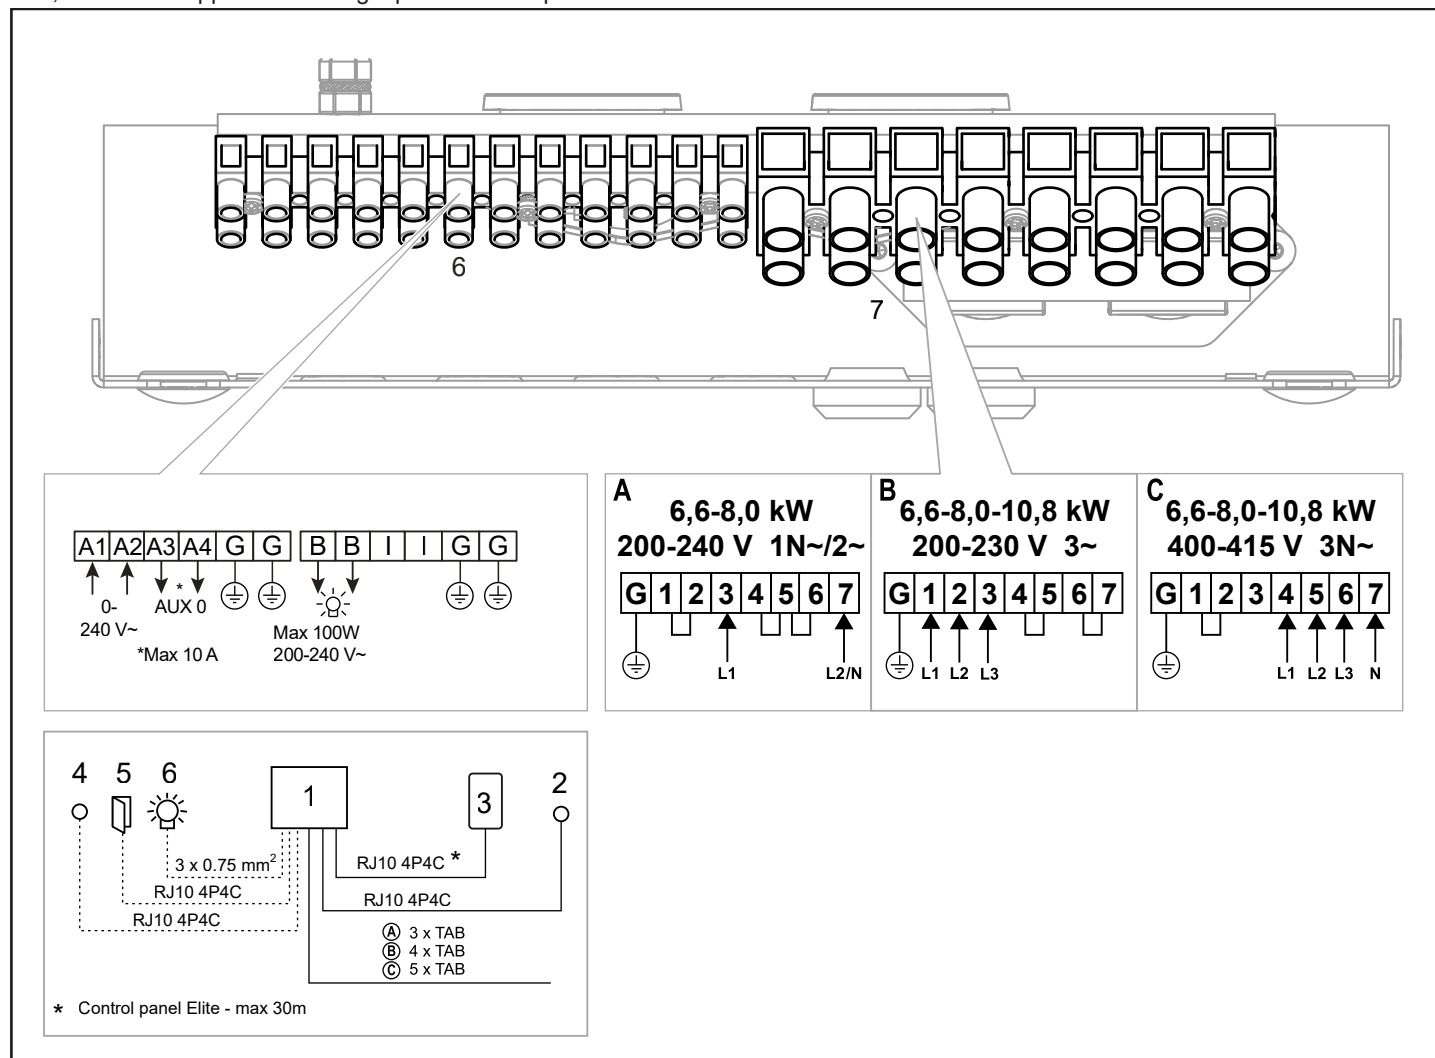 6
7
A1 A2 A3 A4 G G B B I I G G
0-
240 V~
*
AUX 0
*Max 10 A
Max 100W
200-240 V~
A
6,6-8,0 kW
200-240 V 1N~/2~
G 1 2 3 4 5 6 7
L1 L2/N
B
6,6-8,0-10,8 kW
200-230 V 3~
G 1 2 3 4 5 6 7
L1 L2 L3
C
6,6-8,0-10,8 kW
400-415 V 3N~
G 1 2 3 4 5 6 7
L1 L2 L3 N
4 5 6
1
3
2
3 x 0.75 mm²
RJ10 4P4C *
RJ10 4P4C
RJ10 4P4C
RJ10 4P4C
A 3 x TAB
B 4 x TAB
C 5 x TAB
* Control panel Elite - max 30m